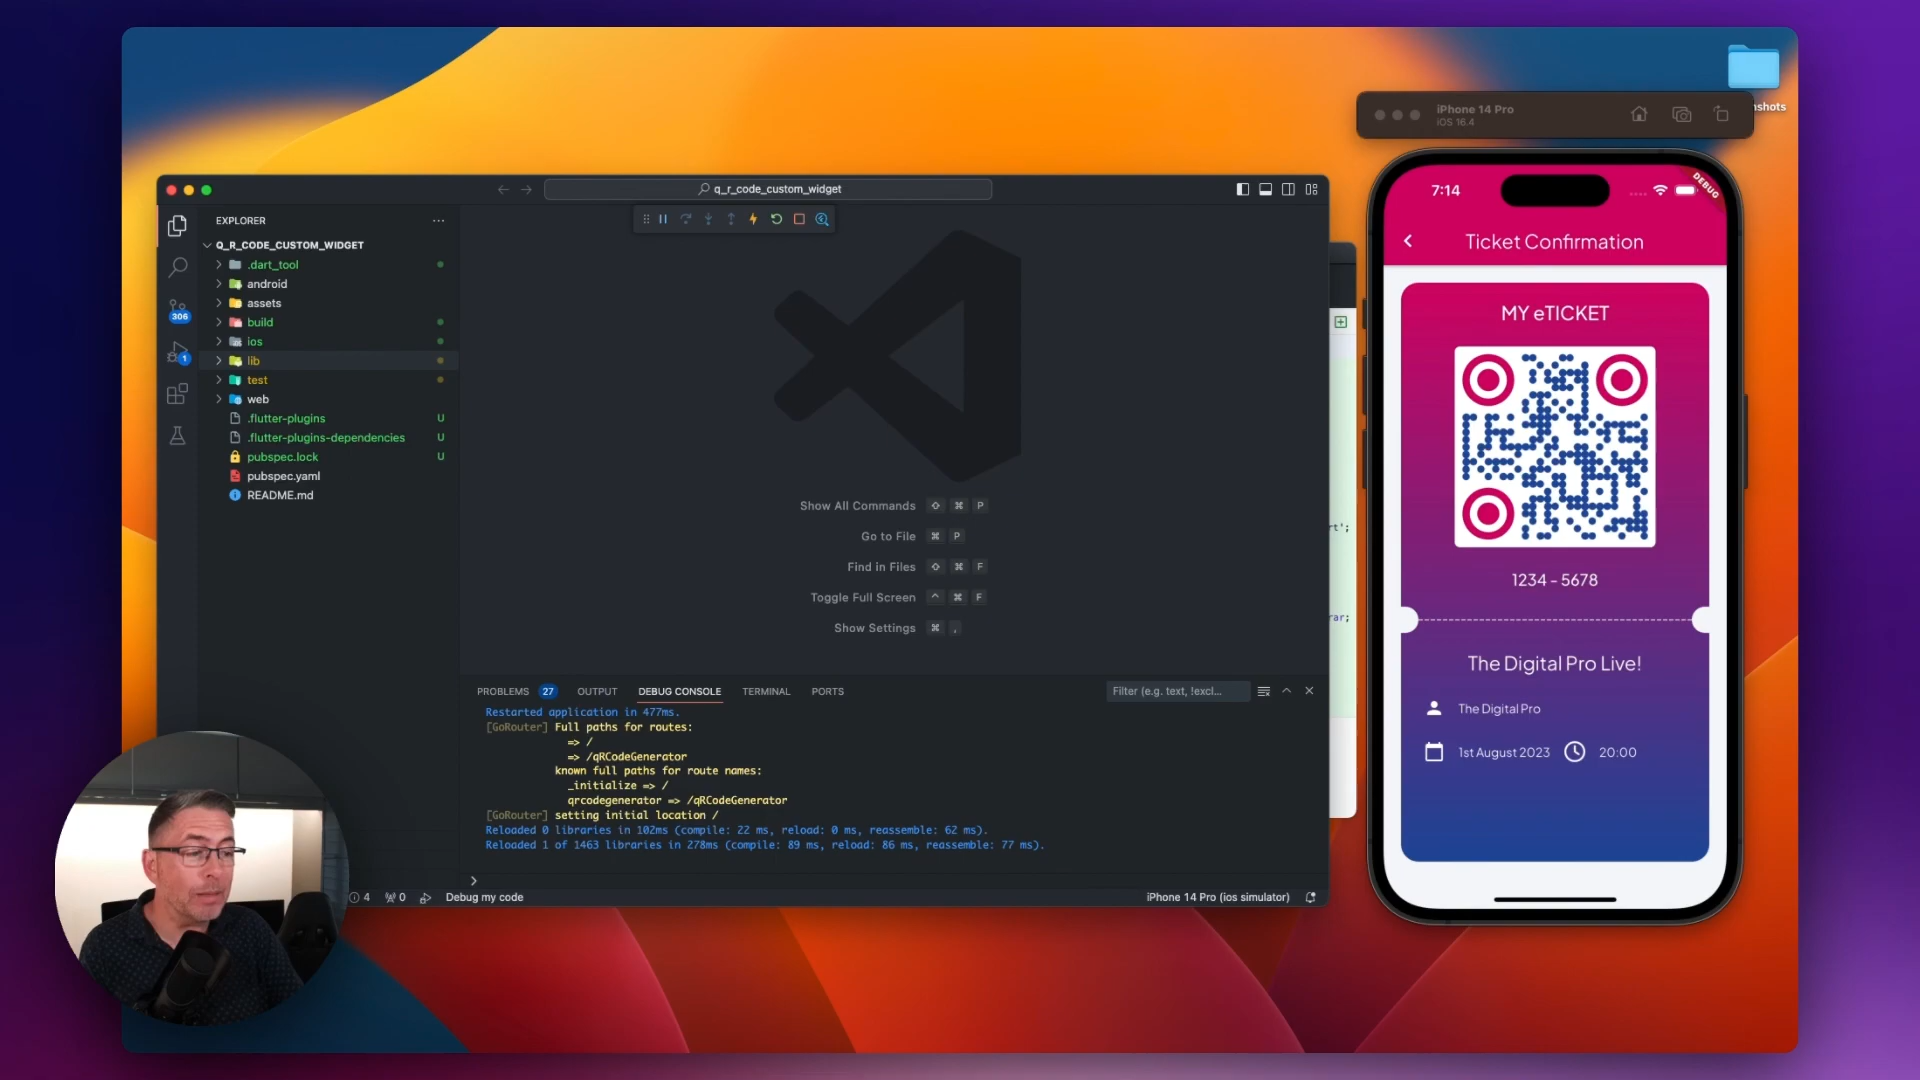 shots
iPhone 14 Pro
iOS 16.4
q_r_code_custom_widget
EXPLORER
Q_R_CODE_CUSTOM_WIDGET
.dart_tool
android
assets
build
ios
lib
test
web
.flutter-plugins U
.flutter-plugins-dependencies U
pubspec.lock U
pubspec.yaml
README.md
306
1
Show All Commands ⇧ ⌘ P
Go to File ⌘ P
Find in Files ⇧ ⌘ F
Toggle Full Screen ^ ⌘ F
Show Settings ⌘ ,
rt';
rar;
PROBLEMS 27 OUTPUT DEBUG CONSOLE TERMINAL PORTS
Filter (e.g. text, !excl...
Restarted application in 477ms.
[GoRouter] Full paths for routes:
=> /
=> /qRCodeGenerator
known full paths for route names:
_initialize => /
qrcodegenerator => /qRCodeGenerator
[GoRouter] setting initial location /
Reloaded 0 libraries in 102ms (compile: 22 ms, reload: 0 ms, reassemble: 62 ms).
Reloaded 1 of 1463 libraries in 278ms (compile: 89 ms, reload: 86 ms, reassemble: 77 ms).
4 0 Debug my code
iPhone 14 Pro (ios simulator)
7:14
DEBUG
Ticket Confirmation
MY eTICKET
1234 - 5678
The Digital Pro Live!
The Digital Pro
1st August 2023 20:00